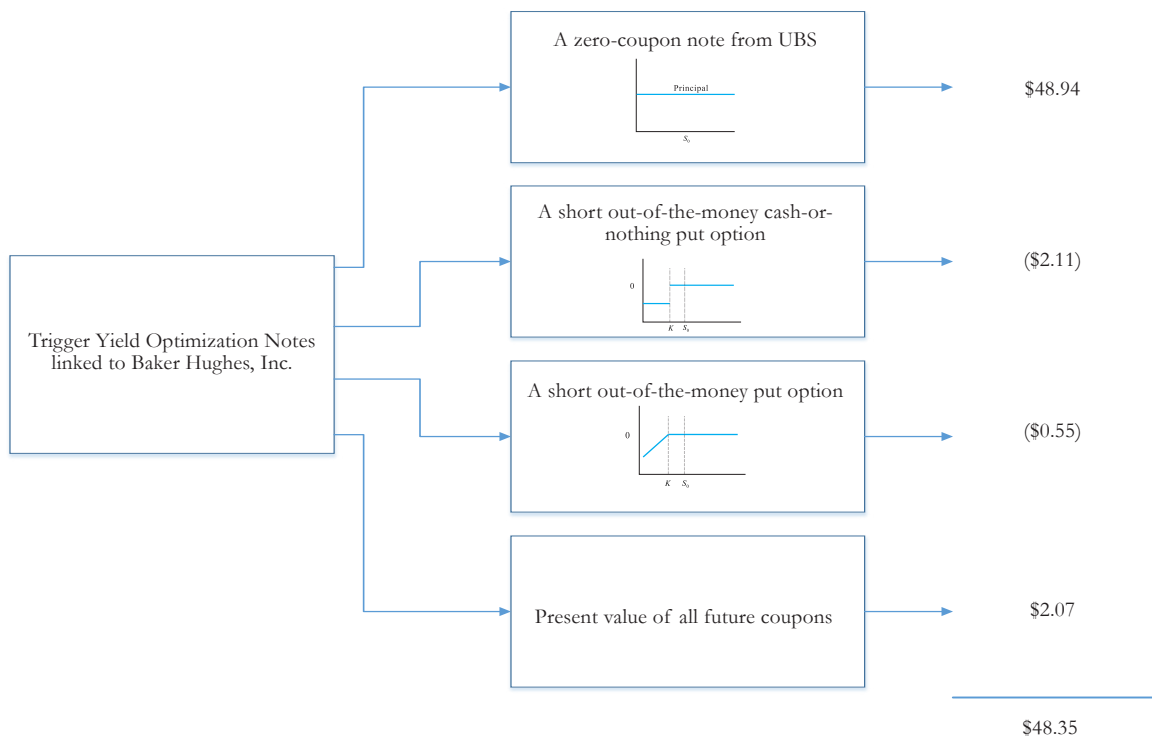 A zero-coupon note from UBS
Principal
S₀
$48.94
A short out-of-the-money cash-or-
nothing put option
0
K S₀
($2.11)
Trigger Yield Optimization Notes
linked to Baker Hughes, Inc.
A short out-of-the-money put option
0
K S₀
($0.55)
Present value of all future coupons
$2.07
$48.35